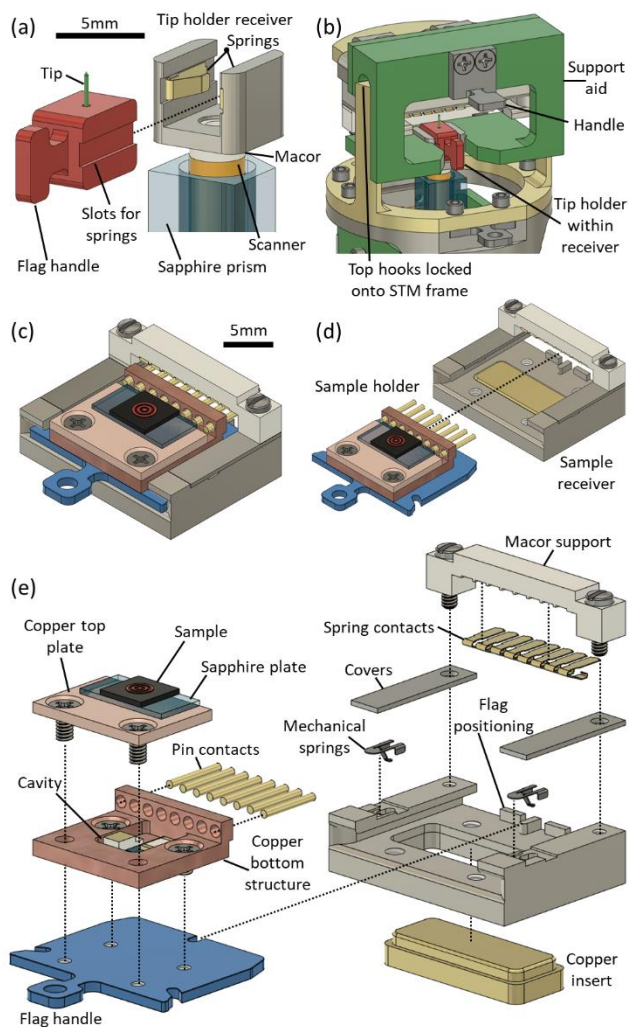 (a)
5mm
Tip
Tip holder receiver
Springs
Macor
Scanner
Slots for
springs
Flag handle
Sapphire prism
(b)
Support
aid
Handle
Tip holder
within
receiver
Top hooks locked
onto STM frame
(c)
5mm
(d)
Sample holder
Sample
receiver
(e)
Copper top
plate
Sample
Sapphire plate
Pin contacts
Cavity
Copper
bottom
structure
Flag handle
Macor support
Spring contacts
Covers
Mechanical
springs
Flag
positioning
Copper
insert